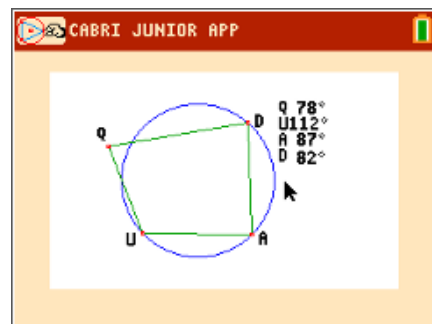 CABRI JUNIOR APP
Q 78°
U112°
A 87°
D 82°
Q
D
U
A